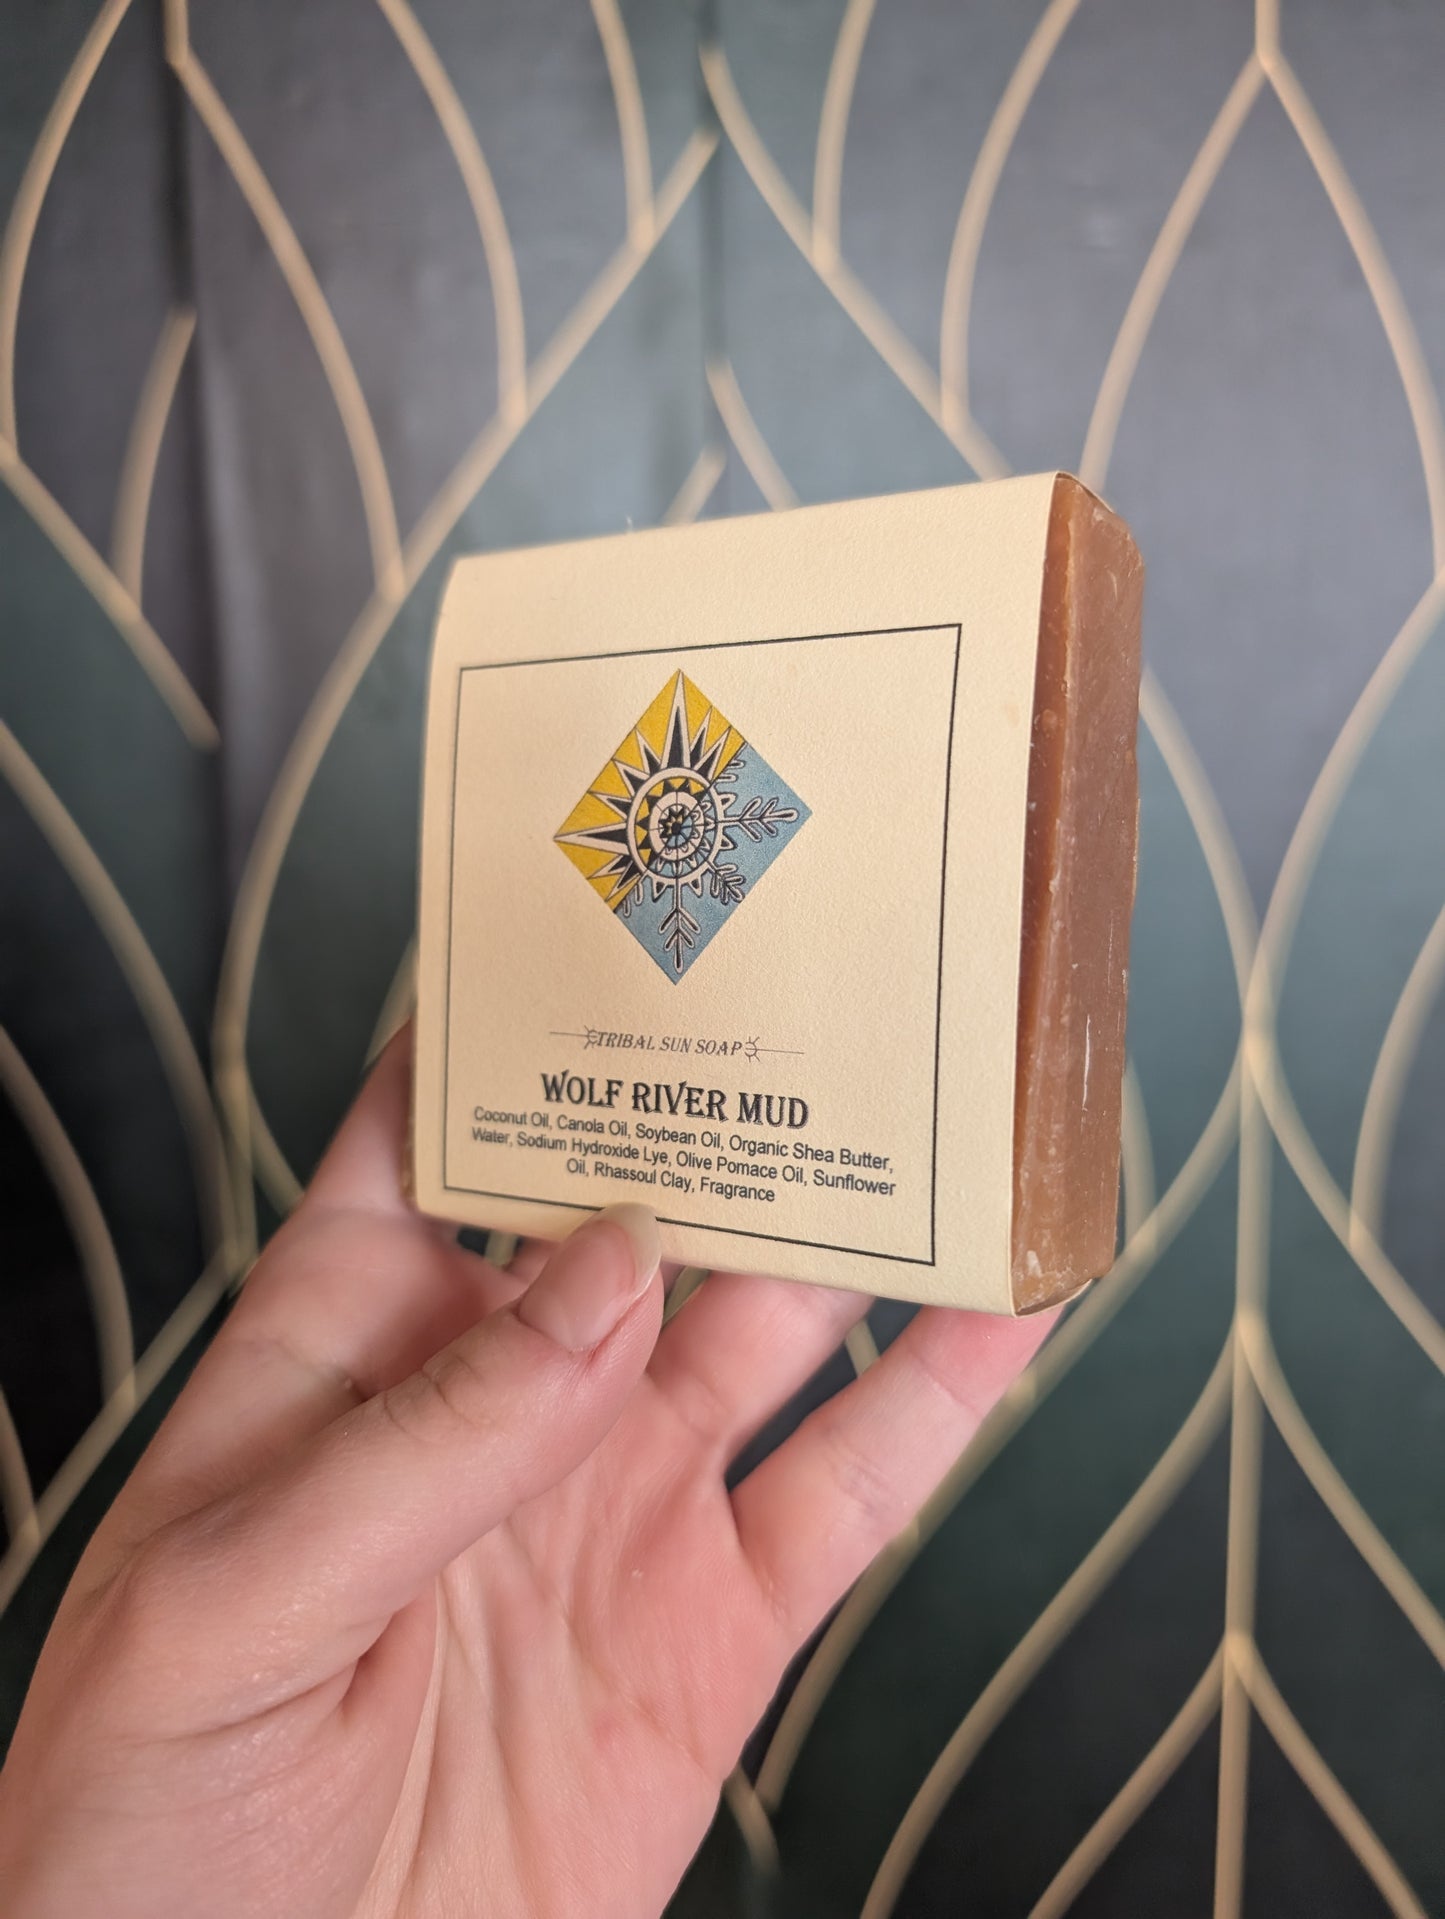 TRIBAL SUN SOAP
WOLF RIVER MUD
Coconut Oil, Canola Oil, Soybean Oil, Organic Shea Butter,
Water, Sodium Hydroxide Lye, Olive Pomace Oil, Sunflower
Oil, Rhassoul Clay, Fragrance